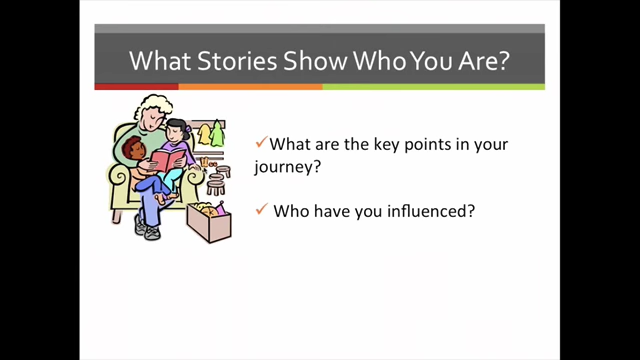 What Stories Show Who You Are?
✓What are the key points in your
journey?
✓ Who have you influenced?